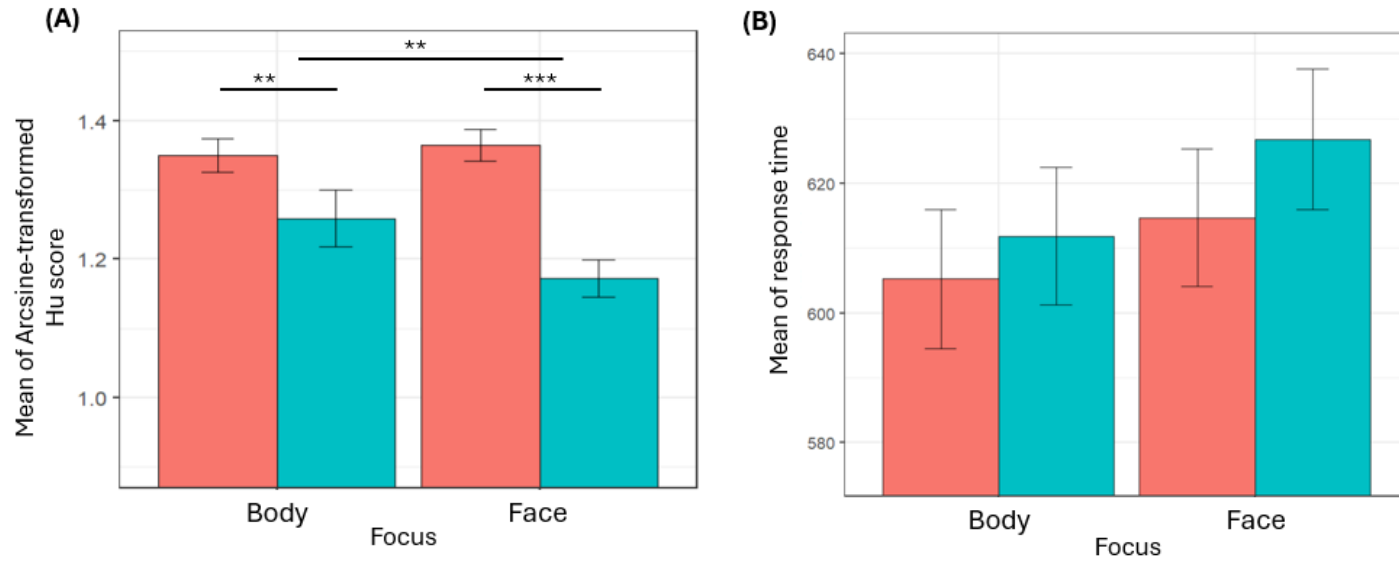 (A)
**
**
***
1.4
1.2
1.0
Mean of Arcsine-transformed
Hu score
Body
Face
Focus
(B)
640
620
600
580
Mean of response time
Body
Face
Focus